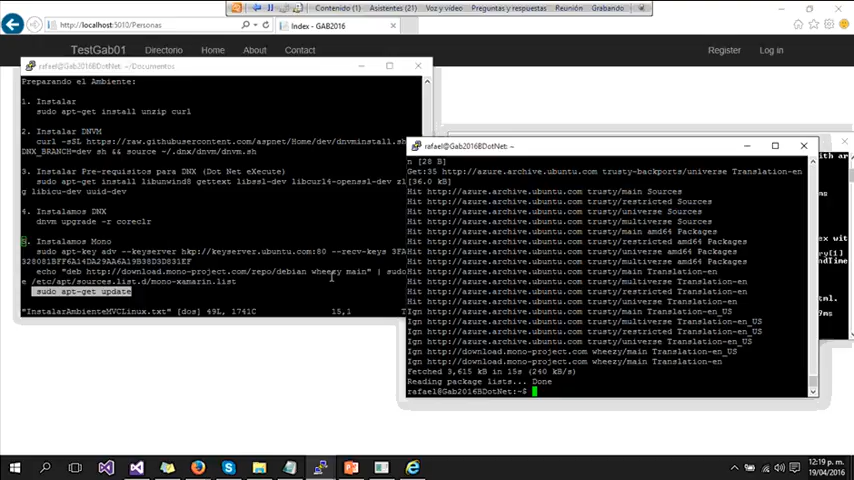 Contenido (1) Asistentes (21) Voz y vídeo Preguntas y respuestas Reunión Grabando
http://localhost:5010/Personas
Index - GAB2016
TestGab01 Directorio Home About Contact Register Log in
rafael@Gab2016BDotNet: ~/Documentos
Preparando el Ambiente:
1. Instalar
sudo apt-get install unzip curl
2. Instalar DNVM
curl -sSL https://raw.githubusercontent.com/aspnet/Home/dev/dnvminstall.sh
DNX_BRANCH=dev sh && source ~/.dnx/dnvm/dnvm.sh
3. Instalar Pre-requisitos para DNX (Dot Net eXecute)
sudo apt-get install libunwind8 gettext libssl-dev libcurl4-openssl-dev zl
g libicu-dev uuid-dev
4. Instalamos DNX
dnvm upgrade -r coreclr
5. Instalamos Mono
sudo apt-key adv --keyserver hkp://keyserver.ubuntu.com:80 --recv-keys 3FA
echo "deb http://download.mono-project.com/repo/debian wheezy main" | sudo
e /etc/apt/sources.list.d/mono-xamarin.list
sudo apt-get update
"InstalarAmbienteMVCLinux.txt" [dos] 49L, 1741C 15,1
rafael@Gab2016BDotNet: ~
n [28 B]
Get:35 http://azure.archive.ubuntu.com trusty-backports/universe Translation-en
[36.0 kB]
Hit http://azure.archive.ubuntu.com trusty/main Sources
Hit http://azure.archive.ubuntu.com trusty/restricted Sources
Hit http://azure.archive.ubuntu.com trusty/universe Sources
Hit http://azure.archive.ubuntu.com trusty/multiverse Sources
Hit http://azure.archive.ubuntu.com trusty/main amd64 Packages
Hit http://azure.archive.ubuntu.com trusty/restricted amd64 Packages
Hit http://azure.archive.ubuntu.com trusty/universe amd64 Packages
Hit http://azure.archive.ubuntu.com trusty/multiverse amd64 Packages
Hit http://azure.archive.ubuntu.com trusty/main Translation-en
Hit http://azure.archive.ubuntu.com trusty/multiverse Translation-en
Hit http://azure.archive.ubuntu.com trusty/restricted Translation-en
Hit http://azure.archive.ubuntu.com trusty/universe Translation-en
Ign http://azure.archive.ubuntu.com trusty/main Translation-en_US
Ign http://azure.archive.ubuntu.com trusty/multiverse Translation-en_US
Ign http://azure.archive.ubuntu.com trusty/restricted Translation-en_US
Ign http://azure.archive.ubuntu.com trusty/universe Translation-en_US
Ign http://download.mono-project.com wheezy/main Translation-en_US
Ign http://download.mono-project.com wheezy/main Translation-en
Fetched 3,615 kB in 15s (240 kB/s)
Reading package lists... Done
rafael@Gab2016BDotNet:~$
12:19 p. m.
19/04/2016